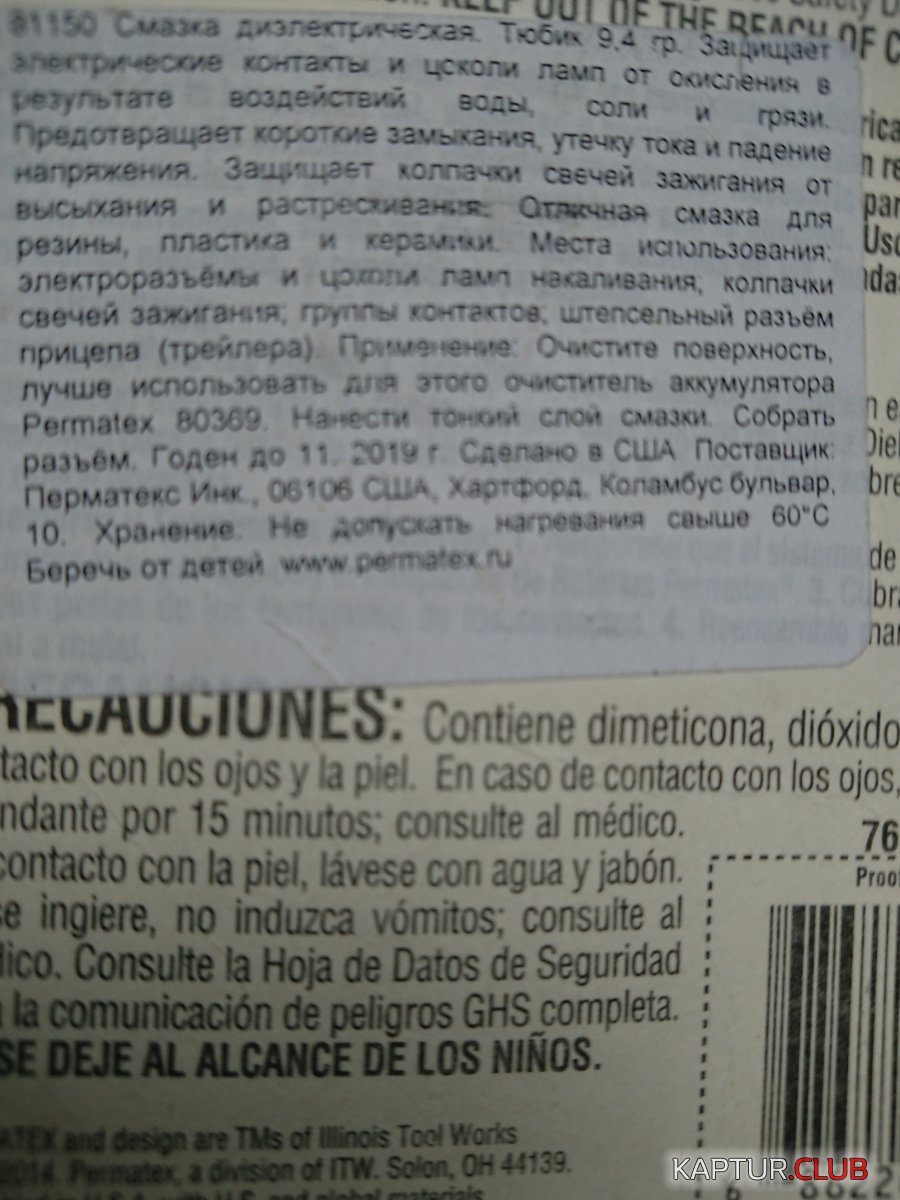 KEEP OUT OF THE REACH OF C
81150 Смазка диэлектрическая. Тюбик 9,4 гр. Защищает
электрические контакты и цоколи ламп от окисления в
результате воздействий воды, соли и грязи.
Предотвращает короткие замыкания, утечку тока и падение
напряжения. Защищает колпачки свечей зажигания от
высыхания и растрескивания. Отличная смазка для
резины, пластика и керамики. Места использования:
электроразъёмы и цоколи ламп накаливания, колпачки
свечей зажигания; группы контактов; штепсельный разъём
прицепа (трейлера). Применение: Очистите поверхность,
лучше использовать для этого очиститель аккумулятора
Permatex 80369. Нанести тонкий слой смазки. Собрать
разъём. Годен до 11. 2019 г. Сделано в США. Поставщик:
Перматекс Инк., 06106 США, Хартфорд, Коламбус бульвар,
10. Хранение: Не допускать нагревания свыше 60°C
Беречь от детей. www.permatex.ru
RECAUCIONES: Contiene dimeticona, dióxido
tacto con los ojos y la piel. En caso de contacto con los ojos,
ndante por 15 minutos; consulte al médico.
contacto con la piel, lávese con agua y jabón.
se ingiere, no induzca vómitos; consulte al
dico. Consulte la Hoja de Datos de Seguridad
la comunicación de peligros GHS completa.
SE DEJE AL ALCANCE DE LOS NIÑOS.
76
Proo
ATEX and design are TMs of Illinois Tool Works
2014. Permatex, a division of ITW. Solon, OH 44139.
KAPTUR.CLUB